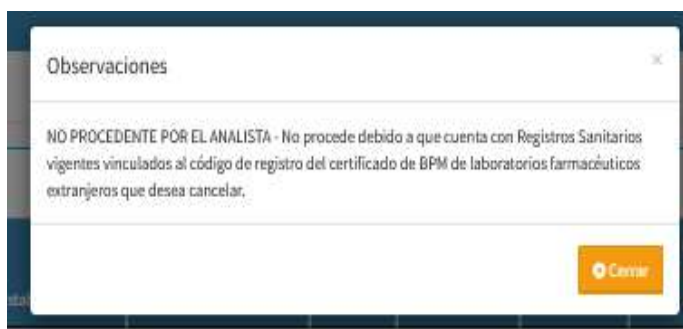 Observaciones
×
NO PROCEDENTE POR EL ANALISTA - No procede debido a que cuenta con Registros Sanitarios
vigentes vinculados al código de registro del certificado de BPM de laboratorios farmacéuticos
extranjeros que desea cancelar.
Cerrar